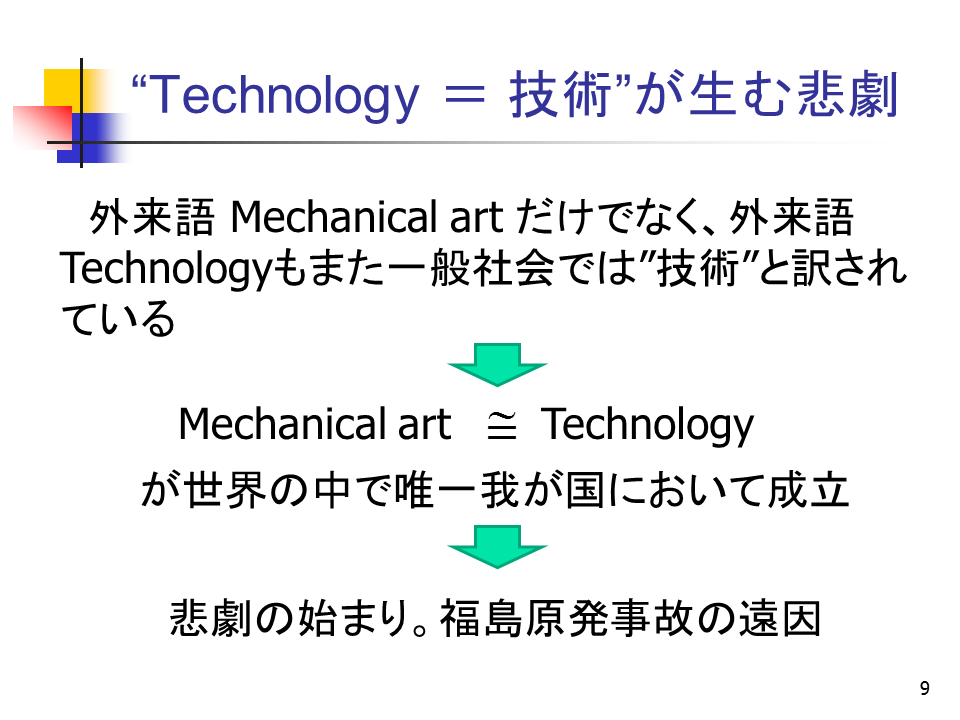 “Technology ＝ 技術”が生む悲劇
外来語 Mechanical art だけでなく、外来語
Technologyもまた一般社会では”技術”と訳され
ている
Mechanical art ≅ Technology
が世界の中で唯一我が国において成立
悲劇の始まり。福島原発事故の遠因
9